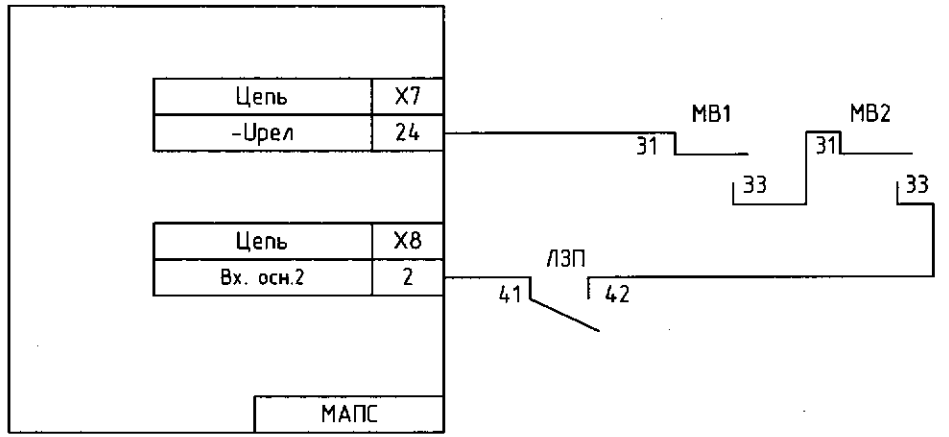 Цепь X7
-Uрел 24
МВ1
МВ2
31
31
33
33
Цепь X8
Вх. осн.2 2
ЛЗП
41
42
МАПС